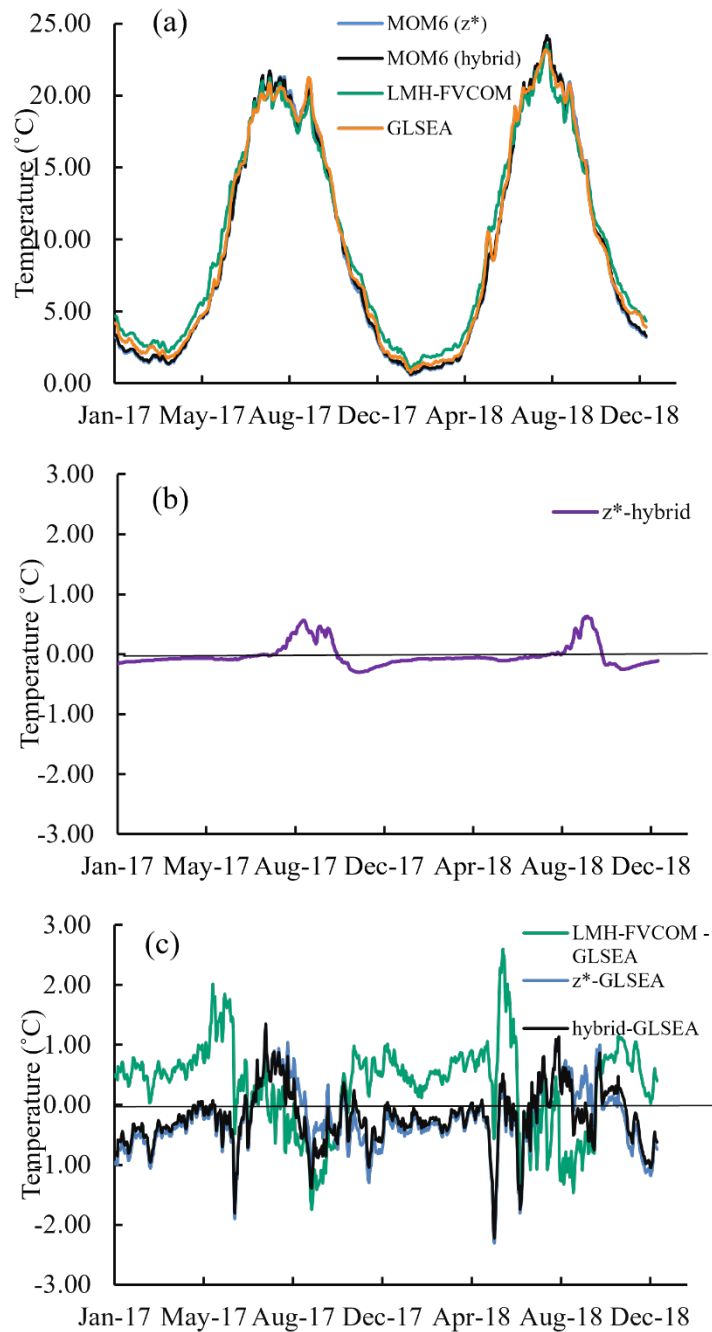 (a)
MOM6 (z*)
MOM6 (hybrid)
LMH-FVCOM
GLSEA
Temperature (˚C)
25.00
20.00
15.00
10.00
5.00
0.00
Jan-17 May-17 Aug-17 Dec-17 Apr-18 Aug-18 Dec-18
(b)
z*-hybrid
Temperature (˚C)
3.00
2.00
1.00
0.00
-1.00
-2.00
-3.00
Jan-17 May-17 Aug-17 Dec-17 Apr-18 Aug-18 Dec-18
(c)
LMH-FVCOM -
GLSEA
z*-GLSEA
hybrid-GLSEA
Temperature (˚C)
3.00
2.00
1.00
0.00
-1.00
-2.00
-3.00
Jan-17 May-17 Aug-17 Dec-17 Apr-18 Aug-18 Dec-18